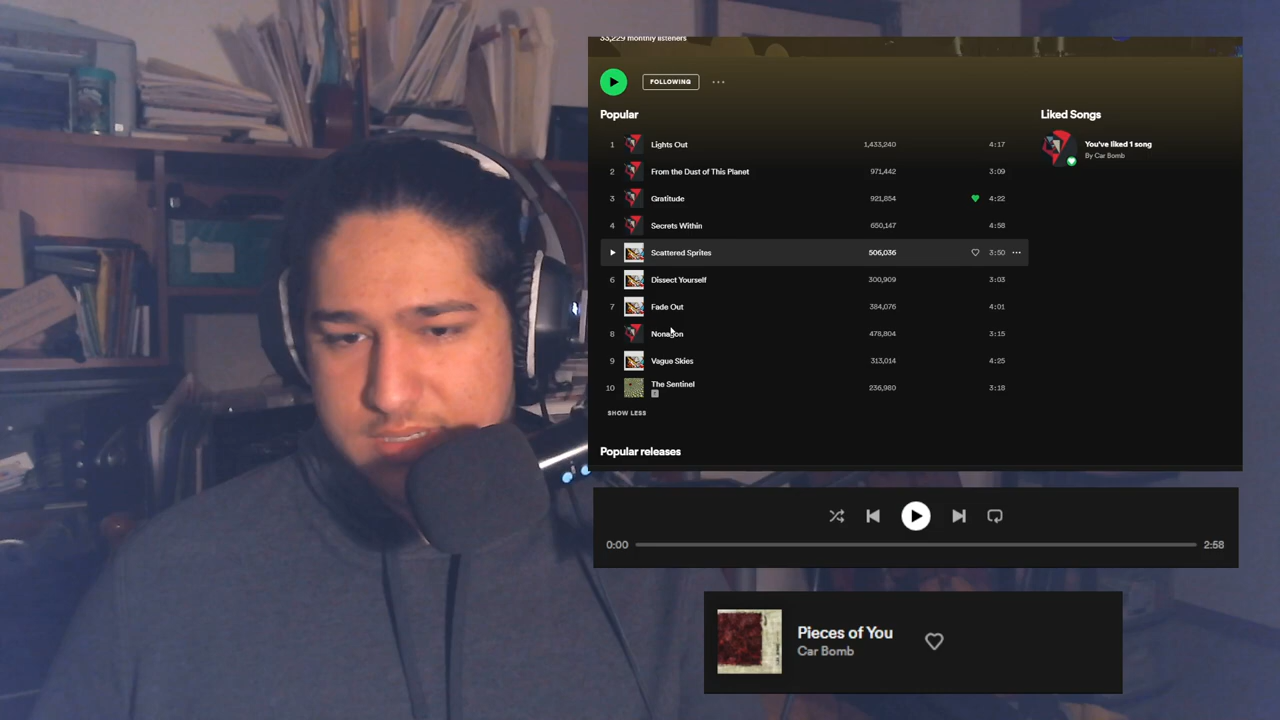 33,229 monthly listeners
FOLLOWING
Popular
Liked Songs
1 Lights Out 1,433,240 4:17
You've liked 1 song
By Car Bomb
2 From the Dust of This Planet 971,442 3:09
3 Gratitude 921,854 4:22
4 Secrets Within 650,147 4:58
Scattered Sprites 506,036 3:50
6 Dissect Yourself 300,909 3:03
7 Fade Out 384,076 4:01
8 Nonagon 478,804 3:15
9 Vague Skies 313,014 4:25
10 The Sentinel 236,980 3:18
E
SHOW LESS
Popular releases
0:00 2:58
Pieces of You
Car Bomb